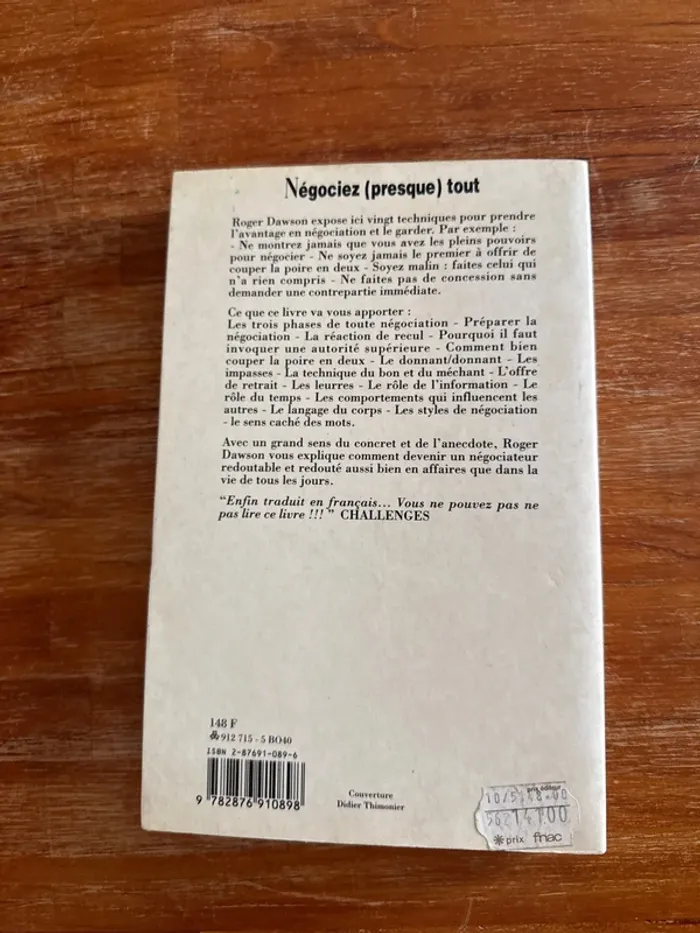 Négociez (presque) tout
Roger Dawson expose ici vingt techniques pour prendre
l'avantage en négociation et le garder. Par exemple :
- Ne montrez jamais que vous avez les pleins pouvoirs
pour négocier - Ne soyez jamais le premier à offrir de
couper la poire en deux - Soyez malin : faites celui qui
n'a rien compris - Ne faites pas de concession sans
demander une contrepartie immédiate.
Ce que ce livre va vous apporter :
Les trois phases de toute négociation - Préparer la
négociation - La réaction de recul - Pourquoi il faut
invoquer une autorité supérieure - Comment bien
couper la poire en deux - Le donnant/donnant - Les
impasses - La technique du bon et du méchant - L'offre
de retrait - Les leurres - Le rôle de l'information - Le
rôle du temps - Les comportements qui influencent les
autres - Le langage du corps - Les styles de négociation
- le sens caché des mots.
Avec un grand sens du concret et de l'anecdote, Roger
Dawson vous explique comment devenir un négociateur
redoutable et redouté aussi bien en affaires que dans la
vie de tous les jours.
"Enfin traduit en français... Vous ne pouvez pas ne
pas lire ce livre !!! " CHALLENGES
148 F
912 715 - 5 BO40
ISBN 2-87691-089-6
9 782876 910898
Couverture
Didier Thimonier
prix éditeur
prix fnac